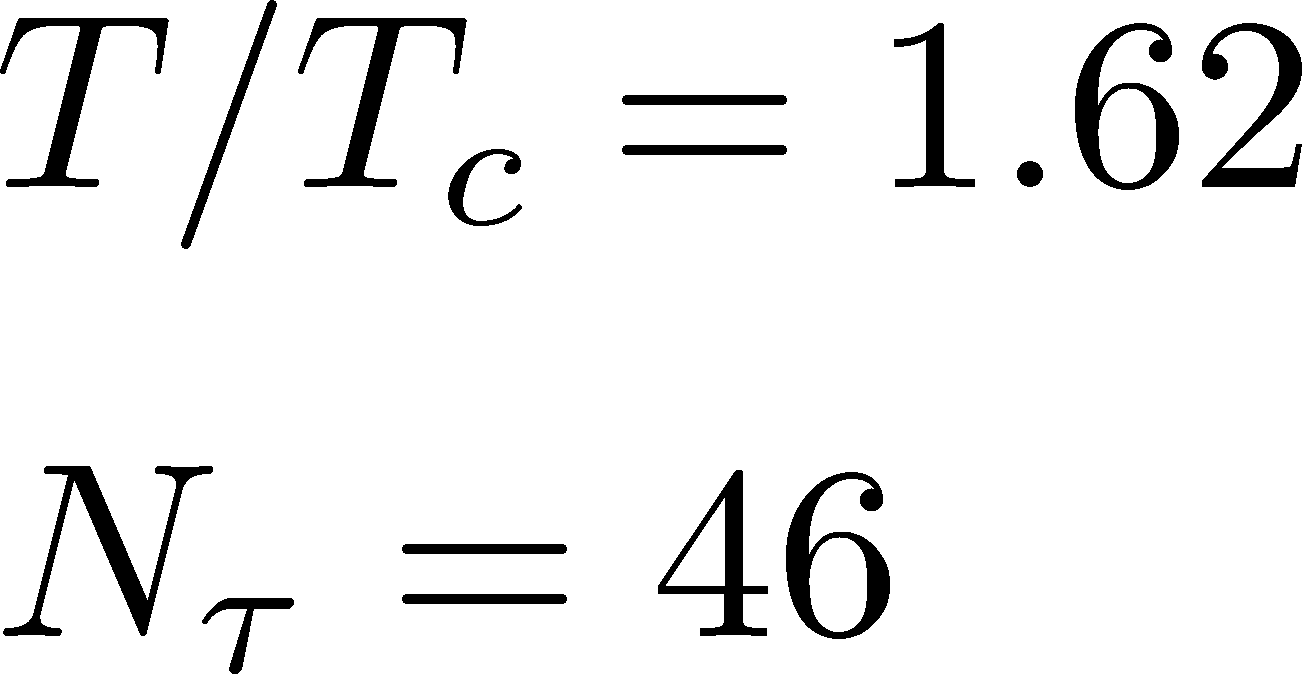 T/T_c = 1.62
N_τ = 46